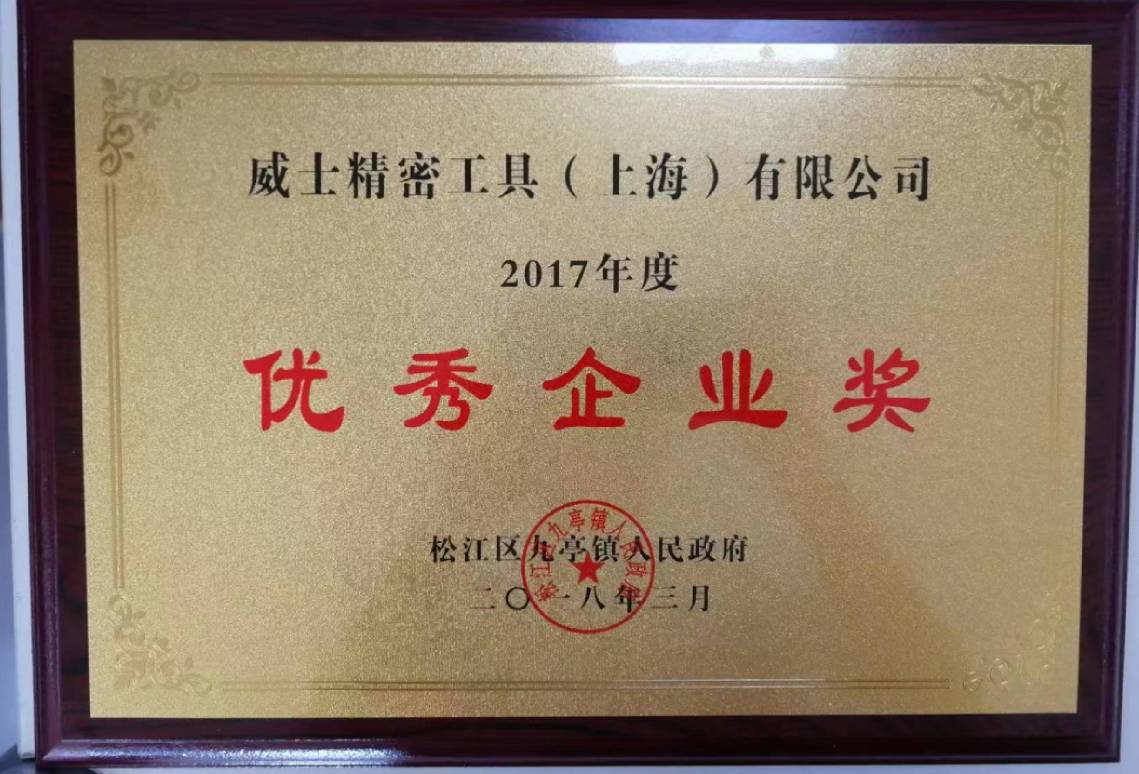 威士精密工具（上海）有限公司
2017年度
优秀企业奖
松江区九亭镇人民政府
二〇一八年三月